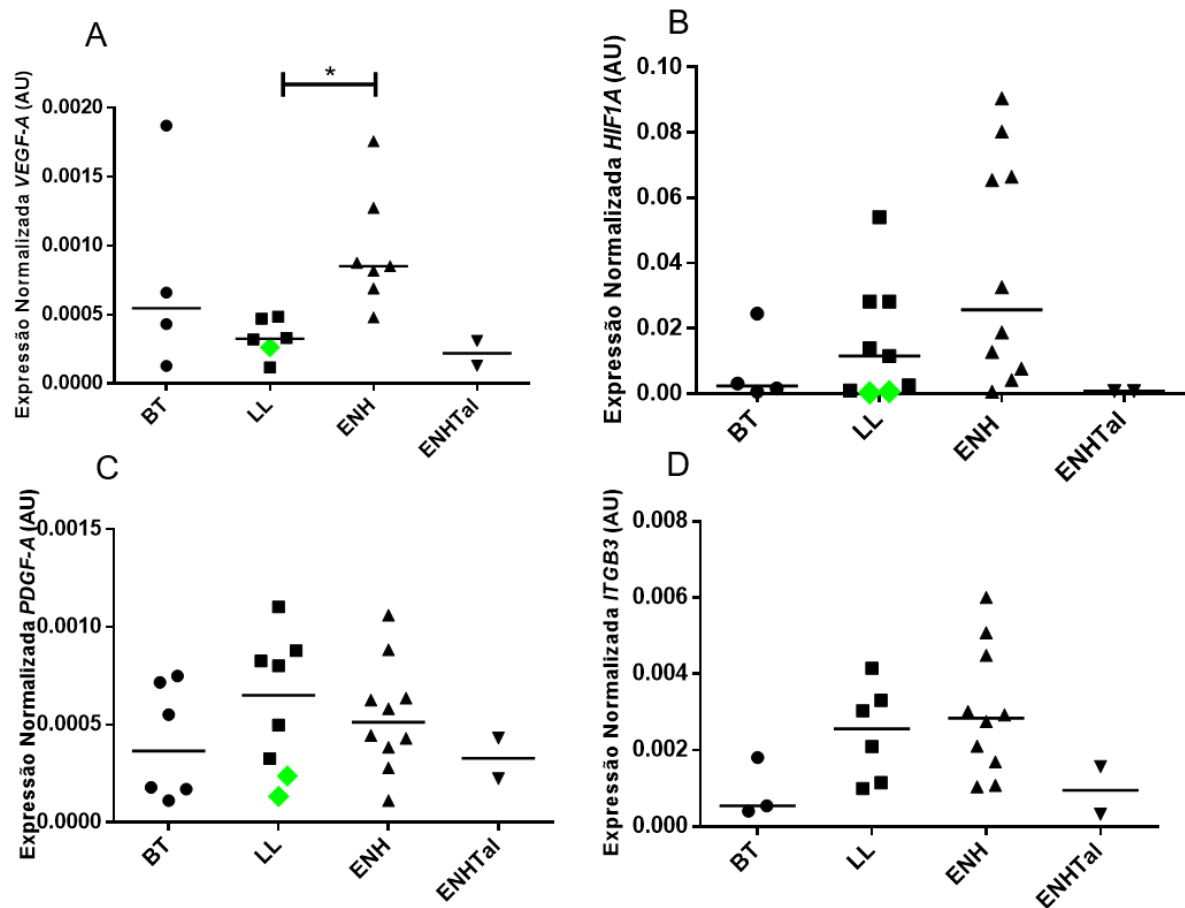 A
*
Expressão Normalizada VEGF-A (AU)
0.0020
0.0015
0.0010
0.0005
0.0000
BT
LL
ENH
ENHTal
B
Expressão Normalizada HIF1A (AU)
0.10
0.08
0.06
0.04
0.02
0.00
BT
LL
ENH
ENHTal
C
Expressão Normalizada PDGF-A (AU)
0.0015
0.0010
0.0005
0.0000
BT
LL
ENH
ENHTal
D
Expressão Normalizada ITGB3 (AU)
0.008
0.006
0.004
0.002
0.000
BT
LL
ENH
ENHTal